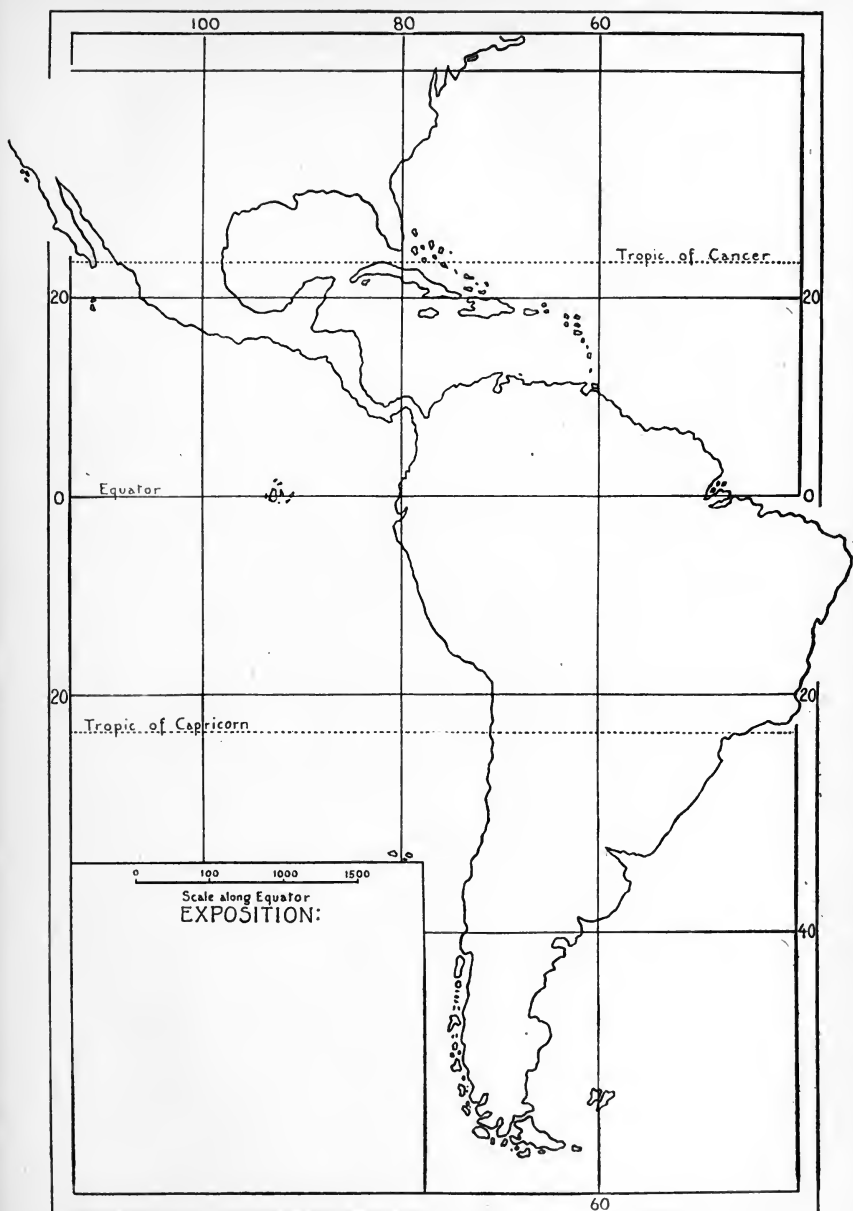 100 80 60
Tropic of Cancer
20 20
Equator
0 0
20 20
Tropic of Capricorn
0 100 1000 1500
Scale along Equator
EXPOSITION:
40
60